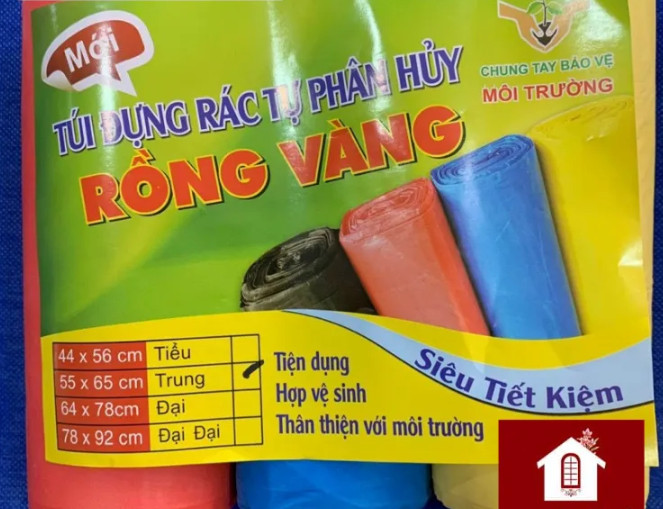 Mới
TÚI ĐỰNG RÁC TỰ PHÂN HỦY
RỒNG VÀNG
CHUNG TAY BẢO VỆ
MÔI TRƯỜNG
44 x 56 cm Tiểu
55 x 65 cm Trung
64 x 78cm Đại
78 x 92 cm Đại Đại
Tiện dụng
Hợp vệ sinh
Thân thiện với môi trường
Siêu Tiết Kiệm